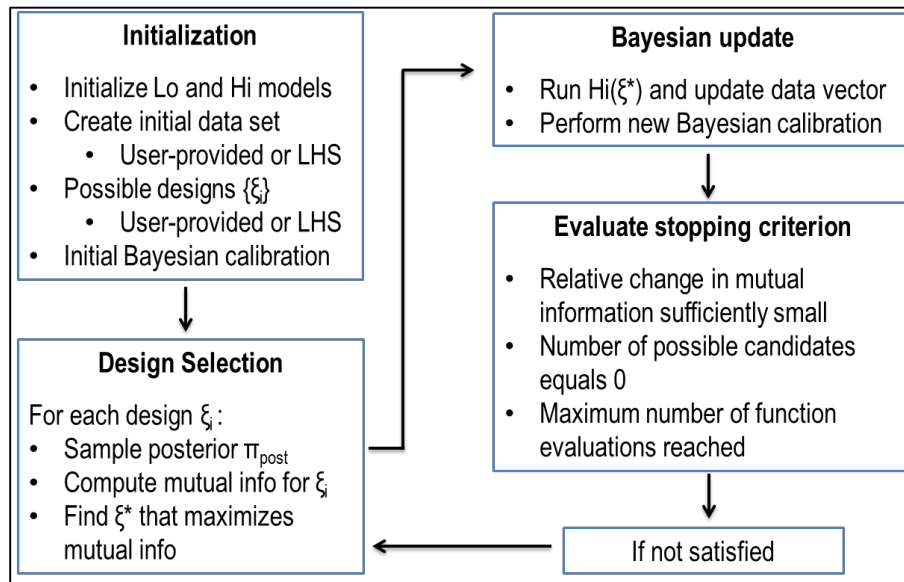 Initialization
• Initialize Lo and Hi models
• Create initial data set
• User-provided or LHS
• Possible designs {ξᵢ}
• User-provided or LHS
• Initial Bayesian calibration
Design Selection
For each design ξᵢ :
• Sample posterior π_post
• Compute mutual info for ξᵢ
• Find ξ* that maximizes
mutual info
Bayesian update
• Run Hi(ξ*) and update data vector
• Perform new Bayesian calibration
Evaluate stopping criterion
• Relative change in mutual
information sufficiently small
• Number of possible candidates
equals 0
• Maximum number of function
evaluations reached
If not satisfied